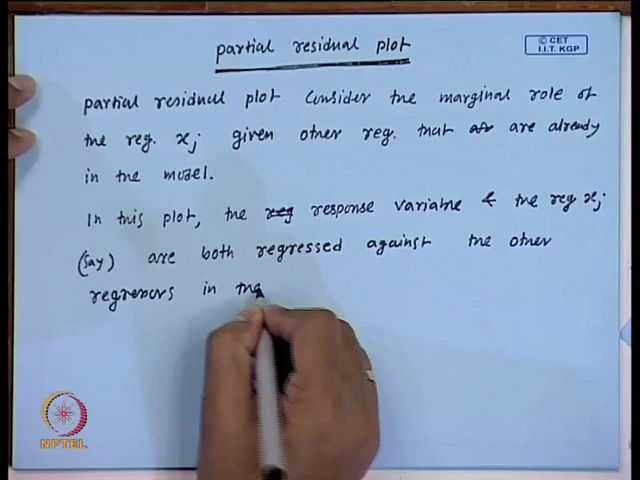 partial residual plot
© CET
I.I.T. KGP
partial residual plot consider the marginal role of
the reg. xj given other reg. that are already
in the model.
In this plot, the response variable & the reg xj
(say) are both regressed against the other
regressors in the
NPTEL